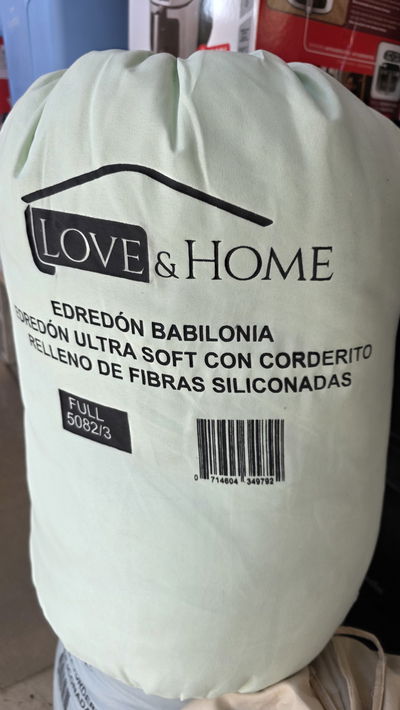 LOVE & HOME
EDREDÓN BABILONIA
EDREDÓN ULTRA SOFT CON CORDERITO
RELLENO DE FIBRAS SILICONADAS
FULL
5082/3
0 714604 349792